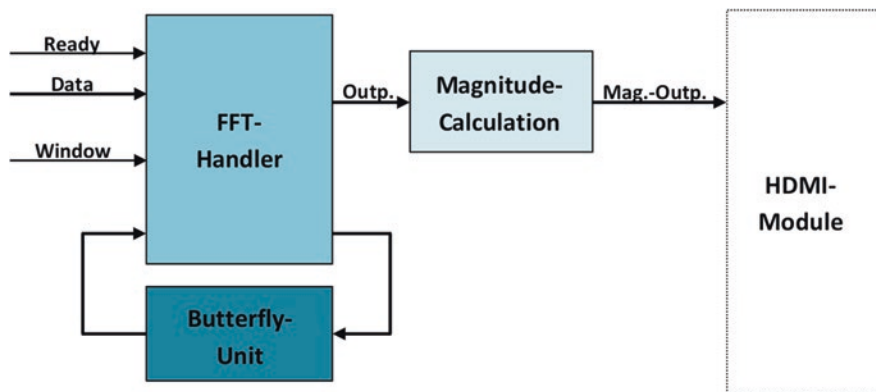 Ready
Data
Window
FFT-
Handler
Outp.
Magnitude-
Calculation
Mag.-Outp.
HDMI-
Module
Butterfly-
Unit